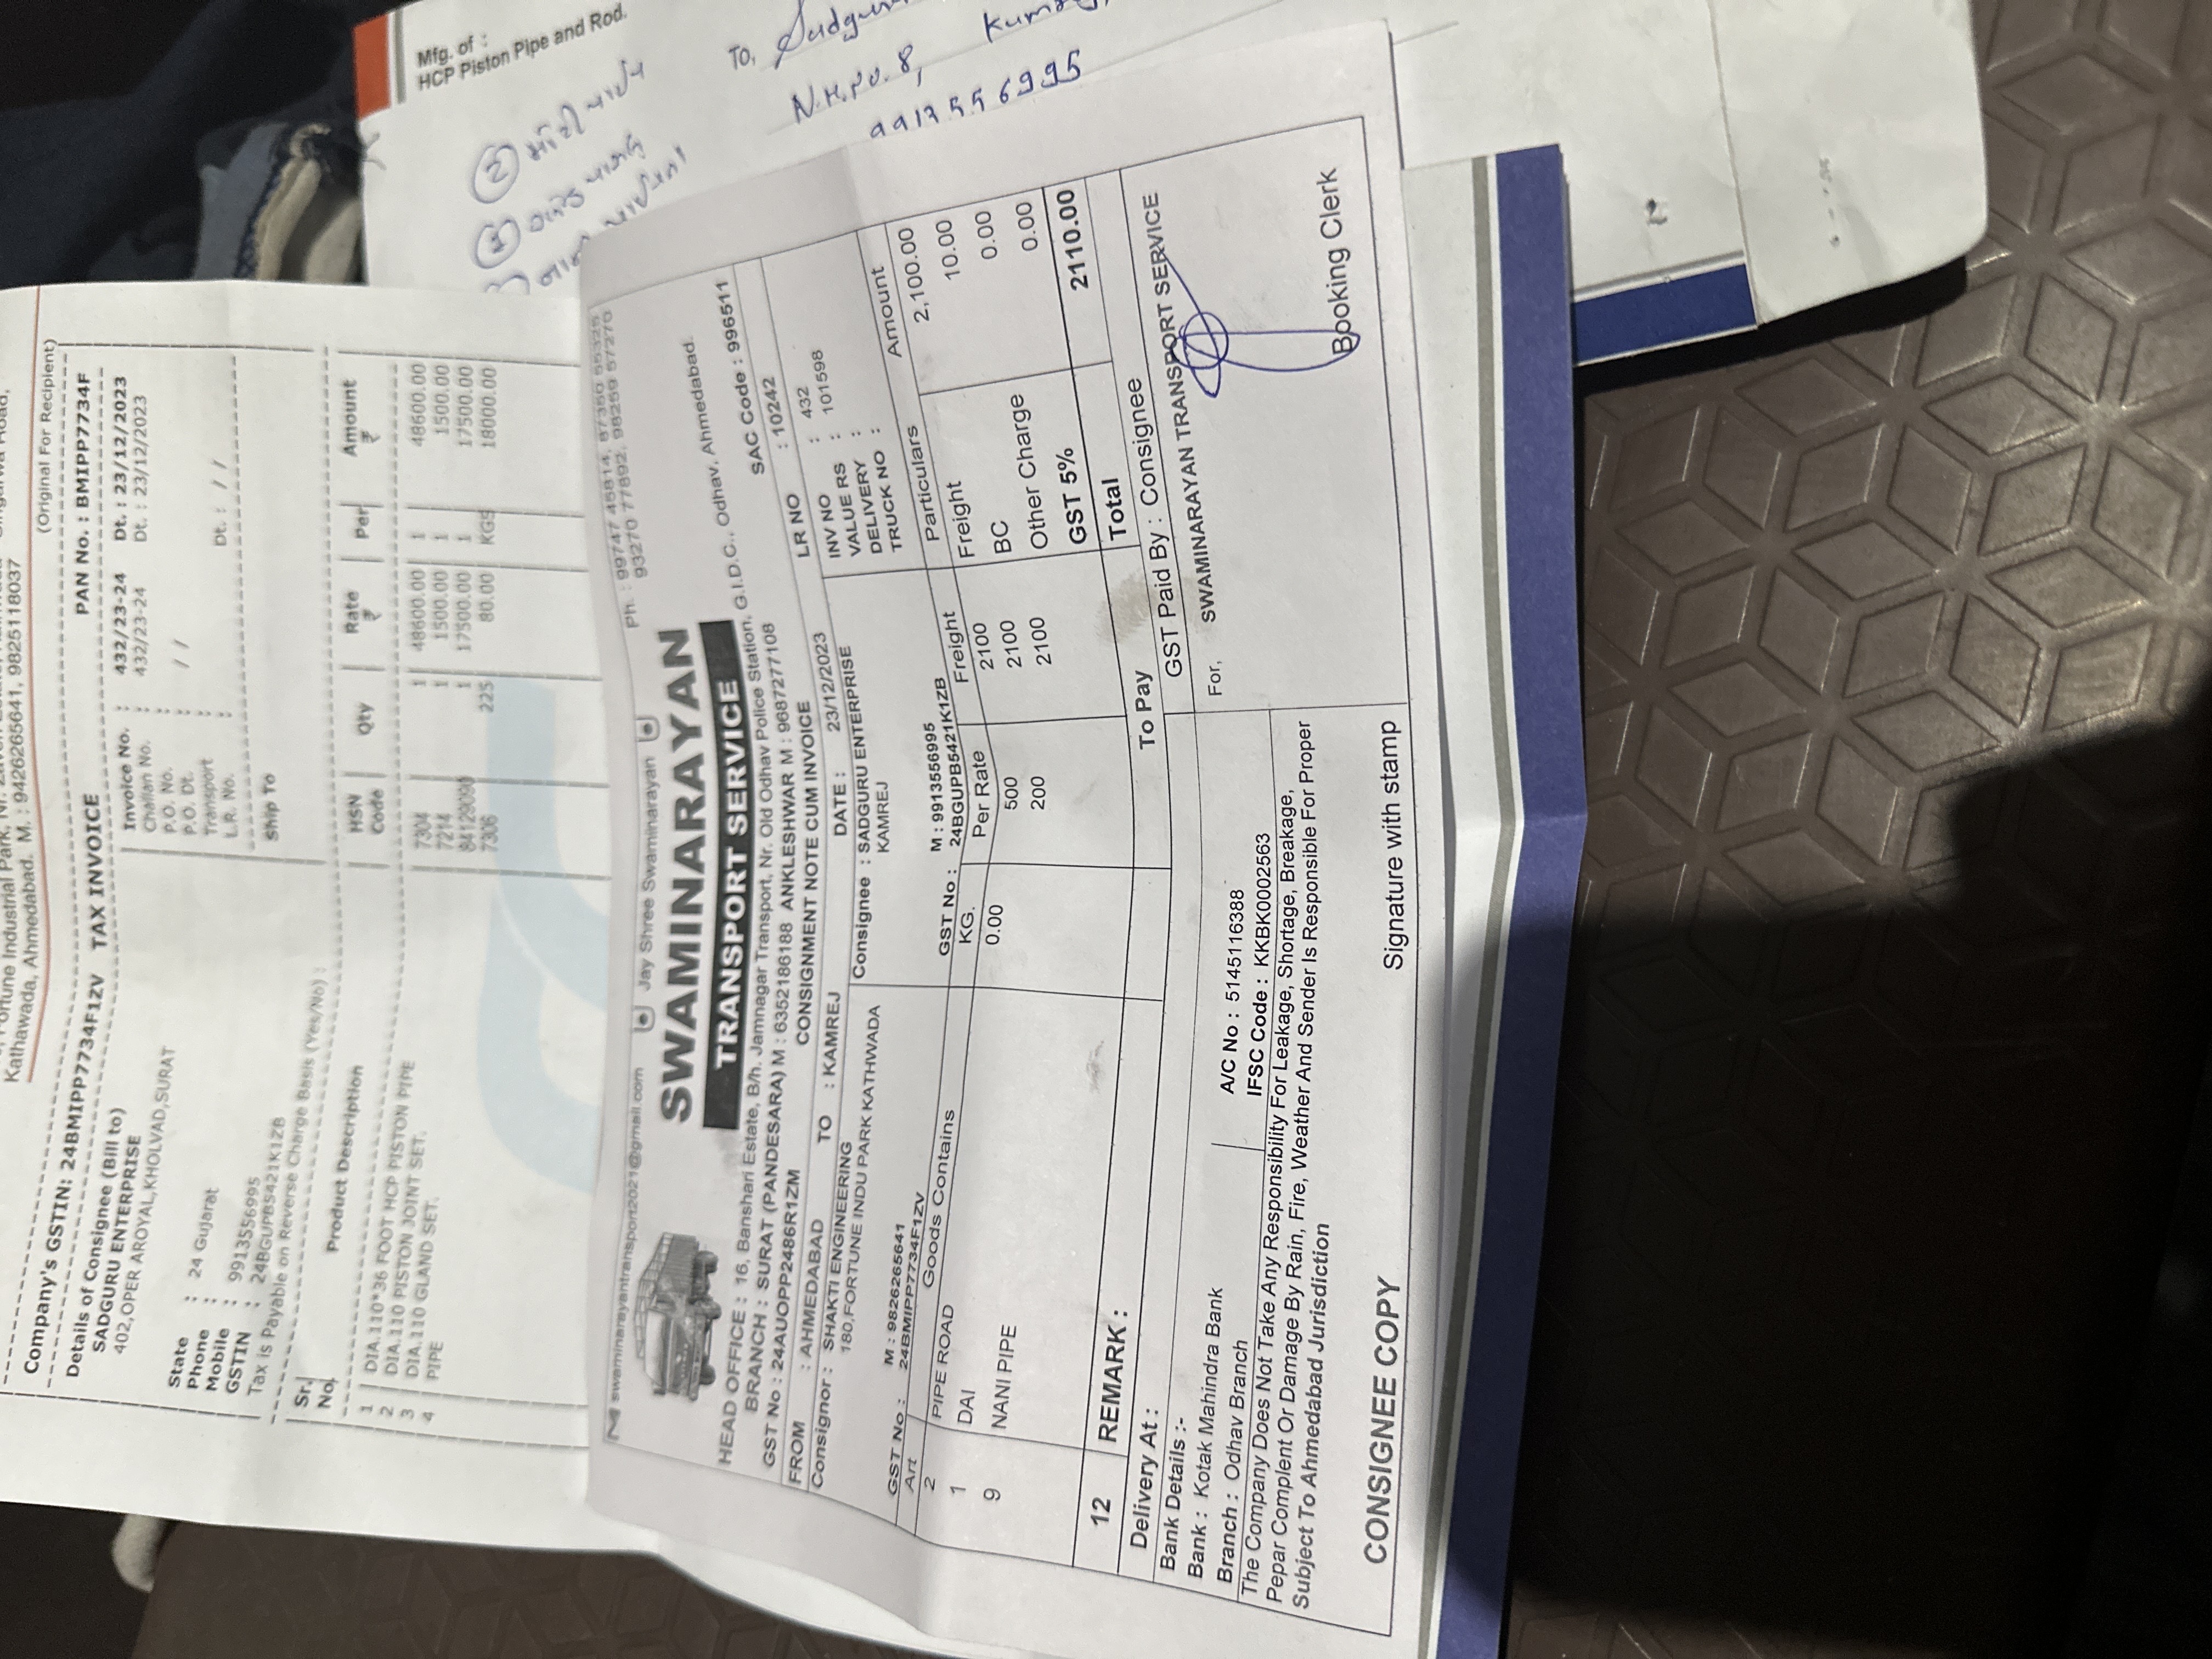 Fortune Industrial Park, Nr.
Kathawada, Ahmedabad. M. : 9426265641, 9825118037
(Original For Recipient)
Company's GSTIN: 24BMIPP7734F1ZV TAX INVOICE PAN No. : BMIPP7734F
Details of Consignee (Bill to)
SADGURU ENTERPRISE
402,OPER AROYAL,KHOLVAD,SURAT
State : 24 Gujarat
Phone :
Mobile : 9913556995
GSTIN : 24BGUPB5421K1ZB
Tax is Payable on Reverse Charge Basis (Yes/No) :
Invoice No. : 432/23-24 Dt. : 23/12/2023
Challan No. : 432/23-24 Dt. : 23/12/2023
P.O. No. :
P.O. Dt. : / /
Transport :
L.R. No. : Dt. : / /
Ship To
Sr. No. Product Description HSN Code Qty Rate ₹ Per Amount ₹
1 DIA.110*36 FOOT HCP PISTON PIPE 7304 1 48600.00 1 48600.00
2 DIA.110 PISTON JOINT SET. 7214 1 1500.00 1 1500.00
3 DIA.110 GLAND SET. 84129090 1 17500.00 1 17500.00
4 PIPE 7306 225 80.00 KGS 18000.00
swaminarayantransport2021@gmail.com Jay Shree Swaminarayan Ph. : 99747 45814, 87350 55325
93270 77892, 98259 57270
SWAMINARAYAN
TRANSPORT SERVICE
HEAD OFFICE : 16, Banshari Estate, B/h. Jamnagar Transport, Nr. Old Odhav Police Station, G.I.D.C., Odhav, Ahmedabad.
BRANCH : SURAT (PANDESARA) M : 6352186188 ANKLESHWAR M : 9687277108 SAC Code : 996511
GST No : 24AUOPP2486R1ZM CONSIGNMENT NOTE CUM INVOICE LR NO : 10242
FROM : AHMEDABAD TO : KAMREJ DATE : 23/12/2023
Consignor : SHAKTI ENGINEERING
180,FORTUNE INDU PARK KATHWADA
M : 9826265641
GST No : 24BMIPP7734F1ZV
Consignee : SADGURU ENTERPRISE
KAMREJ
M : 9913556995
GST No : 24BGUPB5421K1ZB
INV NO : 432
VALUE RS : 101598
DELIVERY :
TRUCK NO :
Art Goods Contains KG. Per Rate Freight Particulars Amount
2 PIPE ROAD 0.00 500 2100 Freight 2,100.00
1 DAI 200 2100 BC 10.00
9 NANI PIPE 2100 Other Charge 0.00
GST 5% 0.00
12 REMARK : To Pay Total 2110.00
Delivery At : GST Paid By : Consignee
Bank Details :-
Bank : Kotak Mahindra Bank A/C No : 5145116388
Branch : Odhav Branch IFSC Code : KKBK0002563
The Company Does Not Take Any Responsibility For Leakage, Shortage, Breakage,
Pepar Complent Or Damage By Rain, Fire, Weather And Sender Is Responsible For Proper
Subject To Ahmedabad Jurisdiction
For, SWAMINARAYAN TRANSPORT SERVICE
Booking Clerk
CONSIGNEE COPY Signature with stamp
Mfg. of :
HCP Piston Pipe and Rod.
To,
9913556995